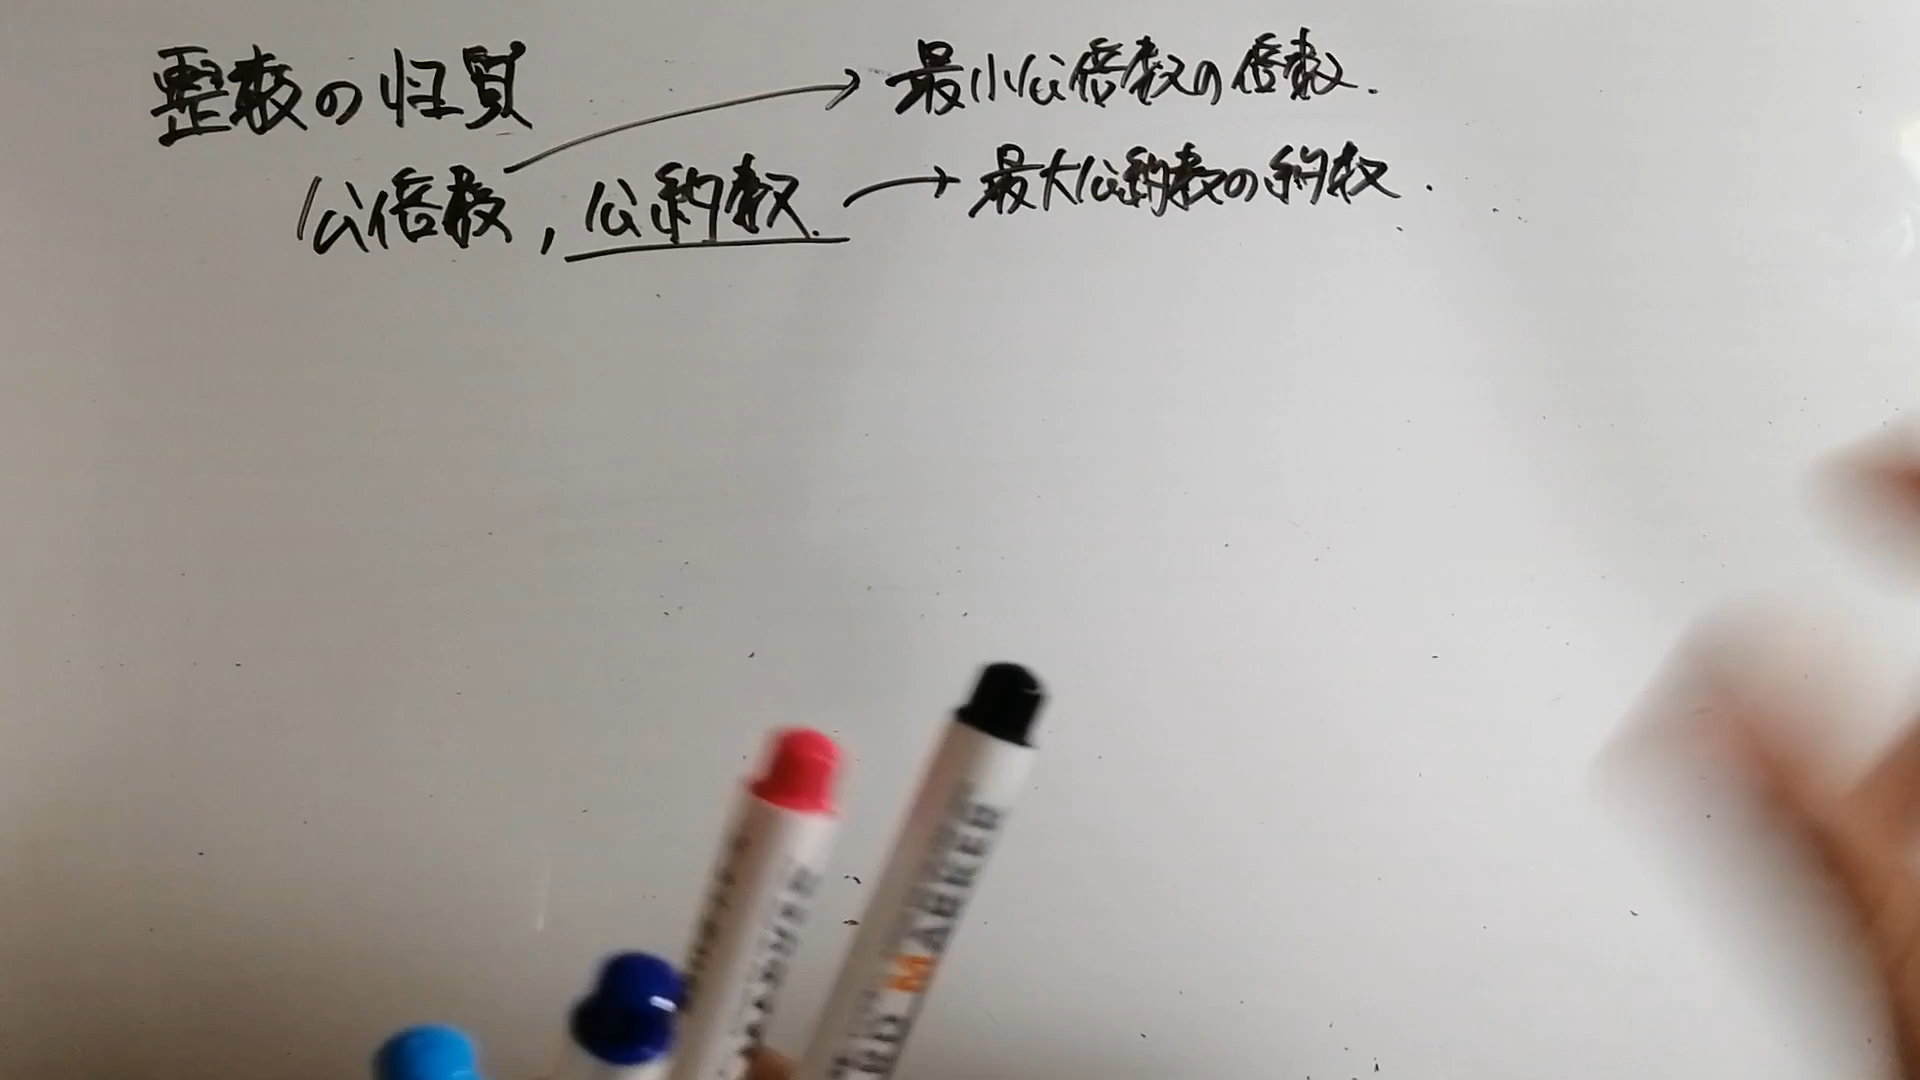 整数の性質
最小公倍数の倍数.
公倍数, 公約数.
最大公約数の約数.
MARKER